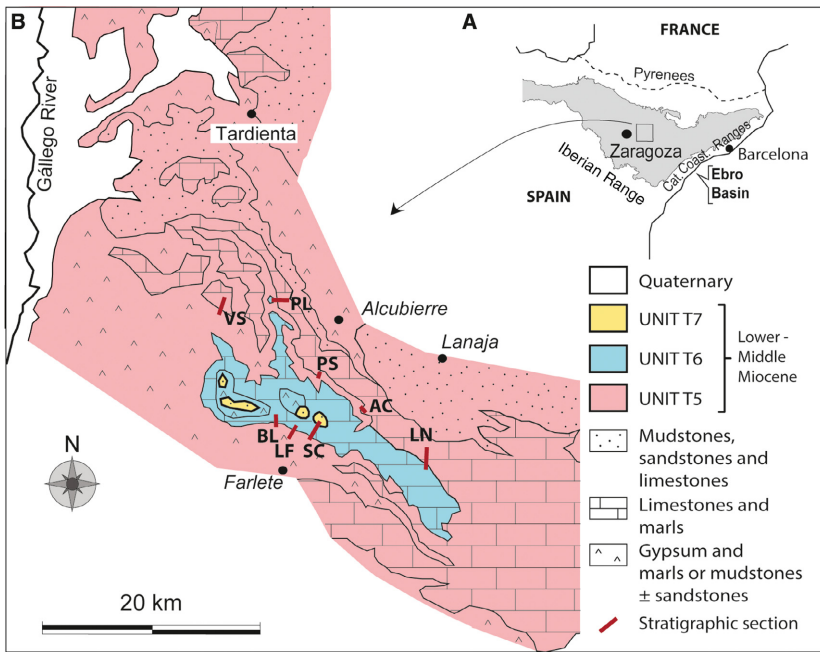 B
A
FRANCE
Pyrenees
Zaragoza
Cat. Coast. Ranges
Barcelona
Iberian Range
Ebro
Basin
SPAIN
Gállego River
Tardienta
Alcubierre
Lanaja
VS
PL
PS
AC
LN
BL
LF
SC
Farlete
N
20 km
Quaternary
UNIT T7
UNIT T6
UNIT T5
Lower -
Middle
Miocene
Mudstones,
sandstones and
limestones
Limestones and
marls
Gypsum and
marls or mudstones
± sandstones
Stratigraphic section